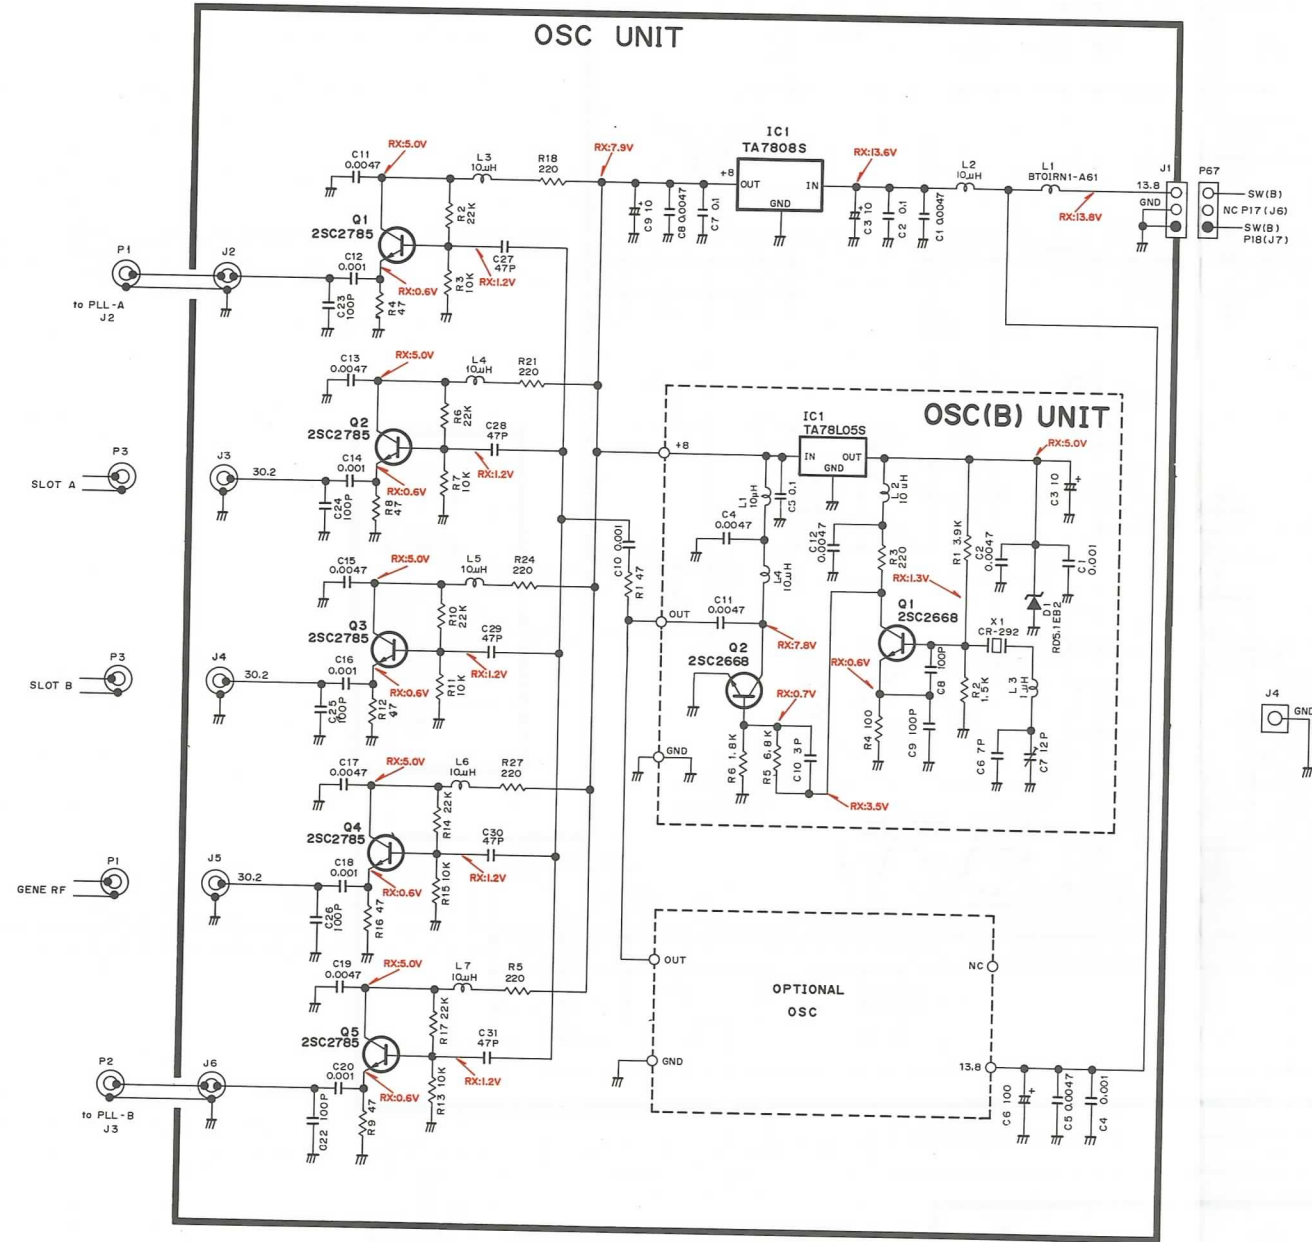 OSC UNIT
C11
0.0047
RX:5.0V
L3
10μH
R18
220
RX:7.9V
IC1
TA7808S
+8
OUT
IN
GND
RX:13.6V
L2
10μH
L1
BT01RN1-A61
J1
P67
13.8
GND
RX:13.8V
SW(B)
NC P17(J6)
SW(B)
P18(J7)
C9 10
C8 0.0047
C7 0.1
C3 10
C2 0.1
C1 0.0047
R2
22K
Q1
2SC2785
C27
47P
R3
10K
RX:1.2V
P1
J2
C12
0.001
RX:0.6V
C23
100P
R4
47
to PLL-A
J2
C13
0.0047
RX:5.0V
L4
10μH
R21
220
R6
22K
Q2
2SC2785
C28
47P
P3
J3
SLOT A
30.2
C14
0.001
RX:0.6V
RX:1.2V
R7
10K
C24
100P
R8
47
OSC(B) UNIT
IC1
TA78L05S
+8
IN
OUT
GND
RX:5.0V
L1
10μH
C5 0.1
C4
0.0047
L2
10μH
C3 10
C12
0.0047
R3
220
R1 3.9K
C2
0.0047
C1
0.001
C10 0.001
R1 47
L4
10μH
RX:1.3V
D1
RD5.1EB2
OUT
C11
0.0047
Q1
2SC2668
X1
CR-292
RX:7.8V
Q2
2SC2668
RX:0.6V
RX:0.7V
C8
100P
R2
1.5K
L3
1μH
R4 100
C9 100P
C6 7P
C7 12P
GND
R6 1.8K
R5 6.8K
C10 3P
RX:3.5V
J4
GND
C15
0.0047
RX:5.0V
L5
10μH
R24
220
R10
22K
Q3
2SC2785
C29
47P
P3
J4
SLOT B
30.2
C16
0.001
RX:0.6V
RX:1.2V
R11
10K
C25
100P
R12
47
C17
0.0047
RX:5.0V
L6
10μH
R27
220
R14 22K
Q4
2SC2785
C30
47P
P1
J5
GENE RF
30.2
C18
0.001
RX:0.6V
RX:1.2V
R15 10K
C26
100P
R16 47
C19
0.0047
RX:5.0V
L7
10μH
R5
220
R17 22K
Q5
2SC2785
C31
47P
P2
J6
C20
0.001
RX:0.6V
RX:1.2V
R13 10K
to PLL-B
J3
C22 100P
R9 47
OUT
NC
OPTIONAL
OSC
GND
13.8
C6 100
C5 0.0047
C4 0.001